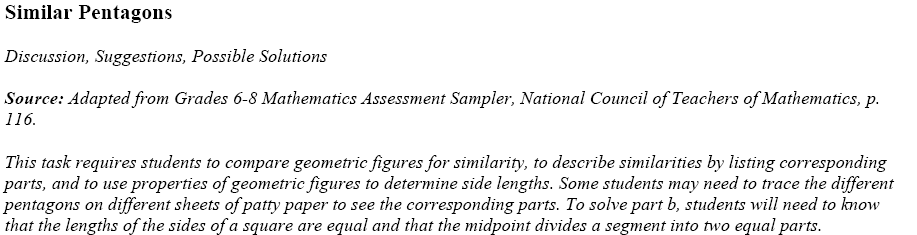 Similar Pentagons
Discussion, Suggestions, Possible Solutions
Source: Adapted from Grades 6-8 Mathematics Assessment Sampler, National Council of Teachers of Mathematics, p.
116.
This task requires students to compare geometric figures for similarity, to describe similarities by listing corresponding
parts, and to use properties of geometric figures to determine side lengths. Some students may need to trace the different
pentagons on different sheets of patty paper to see the corresponding parts. To solve part b, students will need to know
that the lengths of the sides of a square are equal and that the midpoint divides a segment into two equal parts.